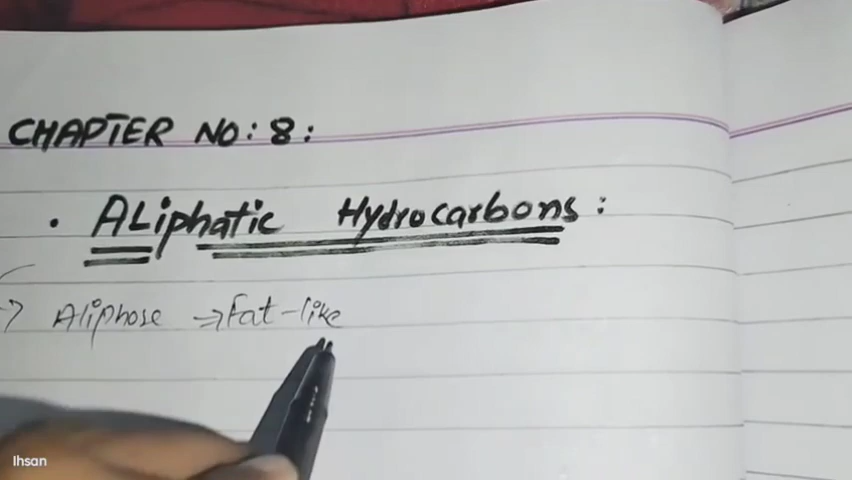 CHAPTER NO: 8:
• ALiphatic Hydrocarbons:
→ Aliphose ⇒ Fat-like
Ihsan